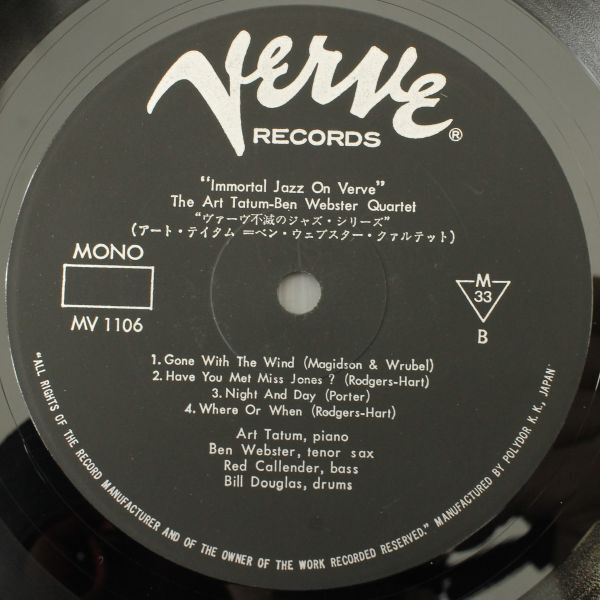 Verve
RECORDS ®
"Immortal Jazz On Verve"
The Art Tatum-Ben Webster Quartet
"ヴァーヴ不滅のジャズ・シリーズ"
(アート・テイタム=ベン・ウェブスター・クァルテット)
MONO
MV 1106
M
33
B
1. Gone With The Wind (Magidson & Wrubel)
2. Have You Met Miss Jones? (Rodgers-Hart)
3. Night And Day (Porter)
4. Where Or When (Rodgers-Hart)
Art Tatum, piano
Ben Webster, tenor sax
Red Callender, bass
Bill Douglas, drums
"ALL RIGHTS OF THE RECORD MANUFACTURER AND OF THE OWNER OF THE WORK RECORDED RESERVED." MANUFACTURED BY POLYDOR K. K., JAPAN